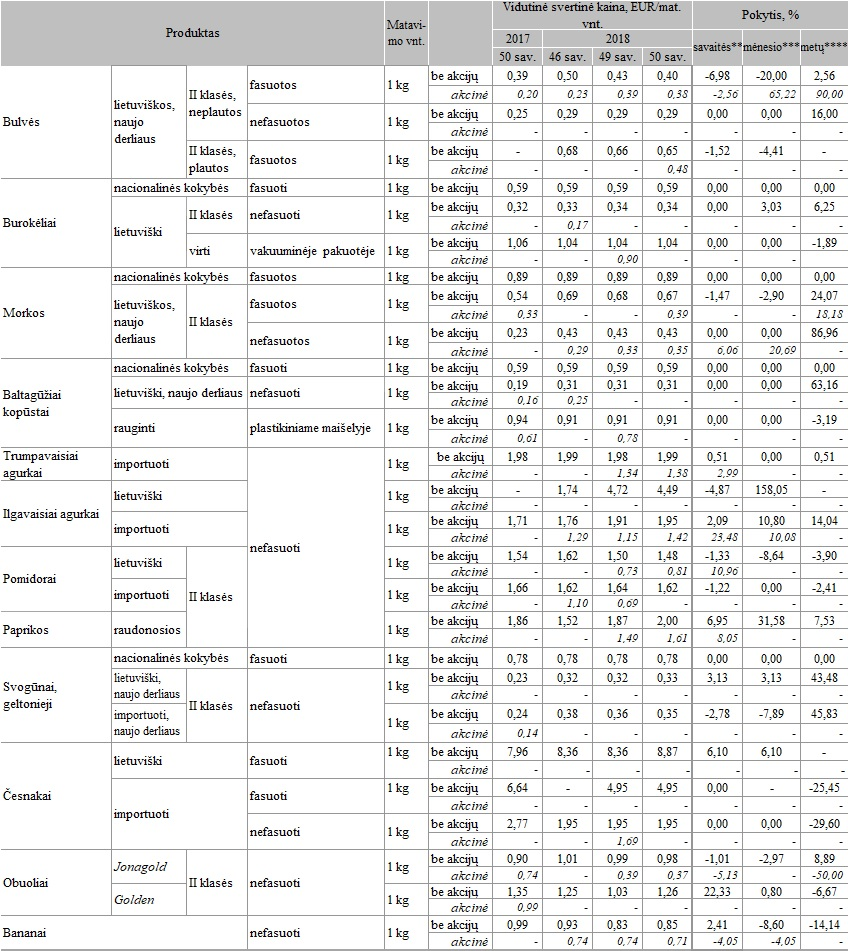 Produktas Matavi- mo vnt. Vidutinė svertinė kaina, EUR/mat. vnt. Pokytis, %
2017 2018 savaitės** mėnesio*** metų****
50 sav. 46 sav. 49 sav. 50 sav.
Bulvės lietuviškos, naujo derliaus II klasės, neplautos fasuotos 1 kg be akcijų 0,39 0,50 0,43 0,40 -6,98 -20,00 2,56
akcinė 0,20 0,23 0,39 0,38 -2,56 65,22 90,00
nefasuotos 1 kg be akcijų 0,25 0,29 0,29 0,29 0,00 0,00 16,00
akcinė - - - - - - -
II klasės, plautos fasuotos 1 kg be akcijų - 0,68 0,66 0,65 -1,52 -4,41 -
akcinė - - - 0,48 - - -
Burokėliai nacionalinės kokybės fasuoti 1 kg be akcijų 0,59 0,59 0,59 0,59 0,00 0,00 0,00
lietuviški II klasės nefasuoti 1 kg be akcijų 0,32 0,33 0,34 0,34 0,00 3,03 6,25
akcinė - 0,17 - - - - -
virti vakuuminėje pakuotėje 1 kg be akcijų 1,06 1,04 1,04 1,04 0,00 0,00 -1,89
akcinė - - 0,90 - - - -
Morkos nacionalinės kokybės fasuotos 1 kg be akcijų 0,89 0,89 0,89 0,89 0,00 0,00 0,00
lietuviškos, naujo derliaus II klasės fasuotos 1 kg be akcijų 0,54 0,69 0,68 0,67 -1,47 -2,90 24,07
akcinė 0,33 - - 0,39 - - 18,18
nefasuotos 1 kg be akcijų 0,23 0,43 0,43 0,43 0,00 0,00 86,96
akcinė - 0,29 0,33 0,35 6,06 20,69 -
Baltagūžiai kopūstai nacionalinės kokybės fasuoti 1 kg be akcijų 0,59 0,59 0,59 0,59 0,00 0,00 0,00
lietuviški, naujo derliaus nefasuoti 1 kg be akcijų 0,19 0,31 0,31 0,31 0,00 0,00 63,16
akcinė 0,16 0,25 - - - - -
rauginti plastikiniame maišelyje 1 kg be akcijų 0,94 0,91 0,91 0,91 0,00 0,00 -3,19
akcinė 0,61 - 0,78 - - - -
Trumpavaisiai agurkai importuoti nefasuoti 1 kg be akcijų 1,98 1,99 1,98 1,99 0,51 0,00 0,51
akcinė - - 1,34 1,38 2,99 - -
Ilgavaisiai agurkai lietuviški 1 kg be akcijų - 1,74 4,72 4,49 -4,87 158,05 -
akcinė - - - - - - -
importuoti 1 kg be akcijų 1,71 1,76 1,91 1,95 2,09 10,80 14,04
akcinė - 1,29 1,15 1,42 23,48 10,08 -
Pomidorai lietuviški II klasės 1 kg be akcijų 1,54 1,62 1,50 1,48 -1,33 -8,64 -3,90
akcinė - - 0,73 0,81 10,96 - -
importuoti 1 kg be akcijų 1,66 1,62 1,64 1,62 -1,22 0,00 -2,41
akcinė - 1,10 0,69 - - - -
Paprikos raudonosios 1 kg be akcijų 1,86 1,52 1,87 2,00 6,95 31,58 7,53
akcinė - - 1,49 1,61 8,05 - -
Svogūnai, geltonieji nacionalinės kokybės fasuoti 1 kg be akcijų 0,78 0,78 0,78 0,78 0,00 0,00 0,00
lietuviški, naujo derliaus II klasės nefasuoti 1 kg be akcijų 0,23 0,32 0,32 0,33 3,13 3,13 43,48
akcinė - - - - - - -
importuoti, naujo derliaus 1 kg be akcijų 0,24 0,38 0,36 0,35 -2,78 -7,89 45,83
akcinė 0,14 - - - - - -
Česnakai lietuviški fasuoti 1 kg be akcijų 7,96 8,36 8,36 8,87 6,10 6,10 -
akcinė - - - - - - -
importuoti fasuoti 1 kg be akcijų 6,64 - 4,95 4,95 0,00 - -25,45
akcinė - - - - - - -
nefasuoti 1 kg be akcijų 2,77 1,95 1,95 1,95 0,00 0,00 -29,60
akcinė - - 1,69 - - - -
Obuoliai Jonagold II klasės nefasuoti 1 kg be akcijų 0,90 1,01 0,99 0,98 -1,01 -2,97 8,89
akcinė 0,74 - 0,39 0,37 -5,13 - -50,00
Golden 1 kg be akcijų 1,35 1,25 1,03 1,26 22,33 0,80 -6,67
akcinė 0,99 - - - - - -
Bananai nefasuoti 1 kg be akcijų 0,99 0,93 0,83 0,85 2,41 -8,60 -14,14
akcinė - 0,74 0,74 0,71 -4,05 -4,05 -